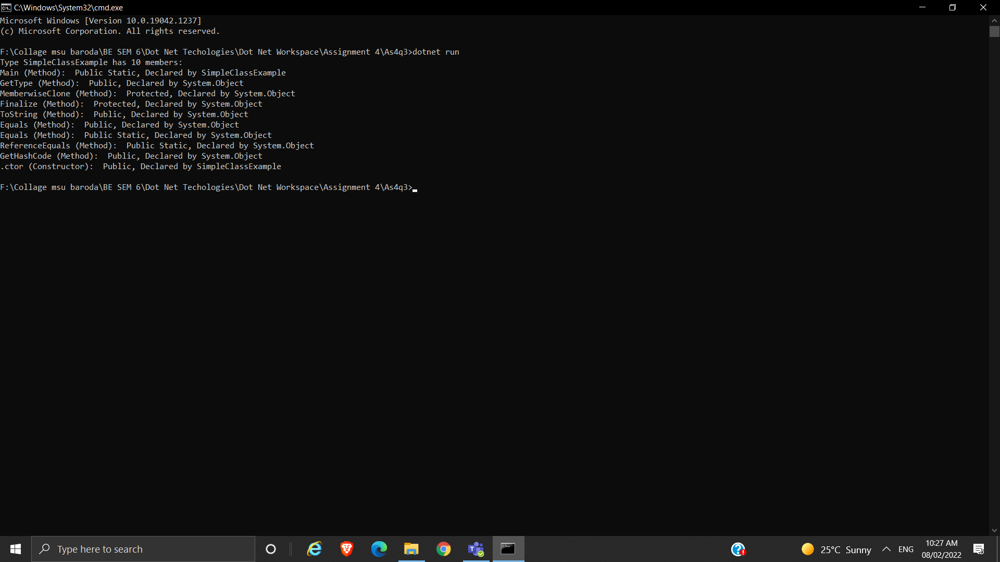 C:\Windows\System32\cmd.exe
Microsoft Windows [Version 10.0.19042.1237]
(c) Microsoft Corporation. All rights reserved.
F:\Collage msu baroda\BE SEM 6\Dot Net Techologies\Dot Net Workspace\Assignment 4\As4q3>dotnet run
Type SimpleClassExample has 10 members:
Main (Method):  Public Static, Declared by SimpleClassExample
GetType (Method):  Public, Declared by System.Object
MemberwiseClone (Method):  Protected, Declared by System.Object
Finalize (Method):  Protected, Declared by System.Object
ToString (Method):  Public, Declared by System.Object
Equals (Method):  Public, Declared by System.Object
Equals (Method):  Public Static, Declared by System.Object
ReferenceEquals (Method):  Public Static, Declared by System.Object
GetHashCode (Method):  Public, Declared by System.Object
.ctor (Constructor):  Public, Declared by SimpleClassExample
F:\Collage msu baroda\BE SEM 6\Dot Net Techologies\Dot Net Workspace\Assignment 4\As4q3>
Type here to search
25°C Sunny
ENG
10:27 AM
08/02/2022